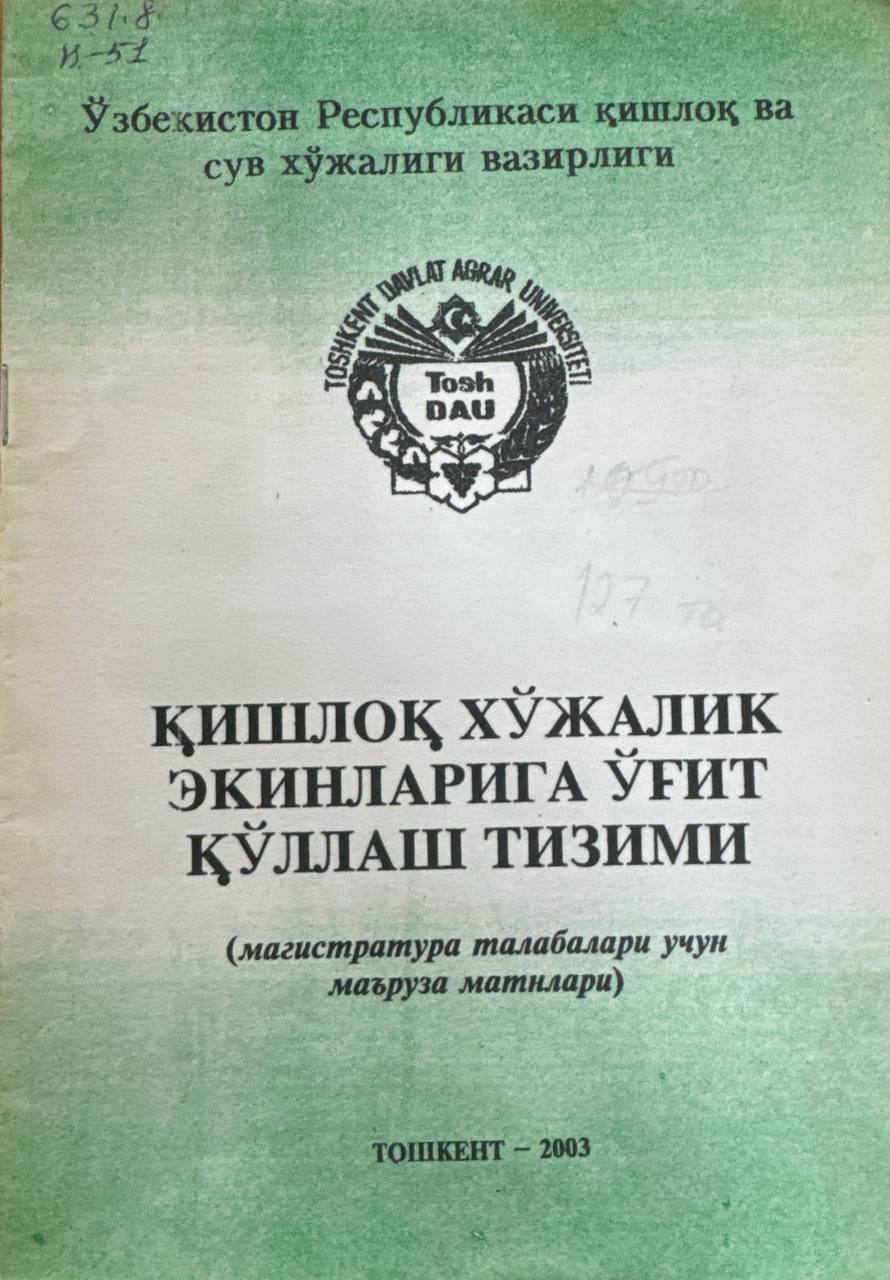 631.8
К-51
Ўзбекистон Республикаси қишлоқ ва
сув хўжалиги вазирлиги
TOSHKENT DAVLAT AGRAR UNIVERSITETI
Tosh
DAU
127 та
ҚИШЛОҚ ХЎЖАЛИК
ЭКИНЛАРИГА ЎҒИТ
ҚЎЛЛАШ ТИЗИМИ
(магистратура талабалари учун
маъруза матнлари)
ТОШКЕНТ – 2003